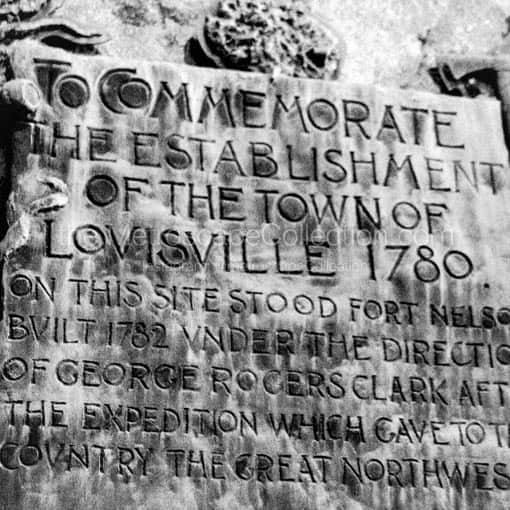 TO COMMEMORATE
THE ESTABLISHMENT
OF THE TOWN OF
LOVISVILLE 1780
ON THIS SITE STOOD FORT NELSO
BVILT 1782 VNDER THE DIRECTIO
OF GEORGE ROGERS CLARK AFT
THE EXPEDITION WHICH GAVE TO T
COVNTRY THE GREAT NORTHWES